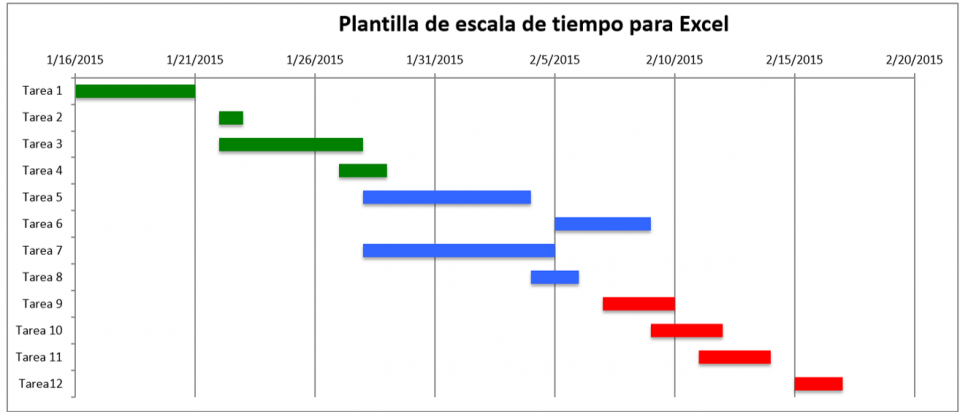 Plantilla de escala de tiempo para Excel
1/16/2015 1/21/2015 1/26/2015 1/31/2015 2/5/2015 2/10/2015 2/15/2015 2/20/2015
Tarea 1
Tarea 2
Tarea 3
Tarea 4
Tarea 5
Tarea 6
Tarea 7
Tarea 8
Tarea 9
Tarea 10
Tarea 11
Tarea12